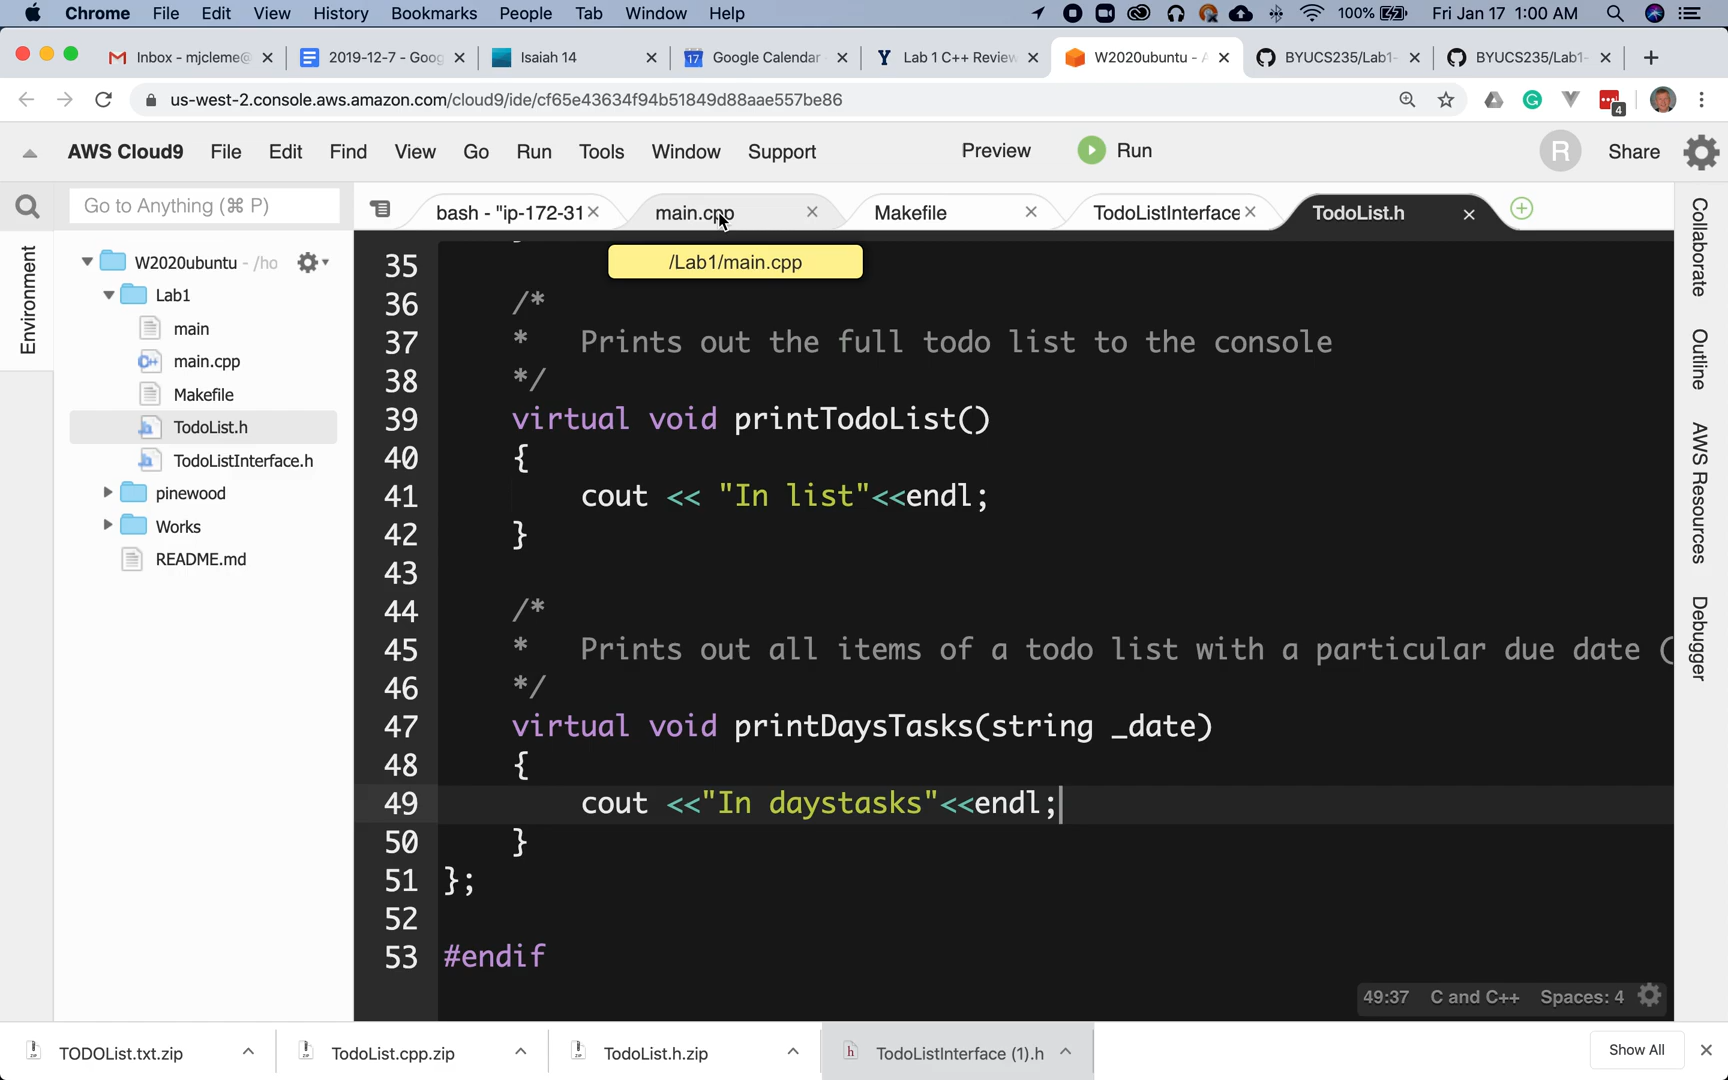 Chrome File Edit View History Bookmarks People Tab Window Help 100% Fri Jan 17 1:00 AM
Inbox - mjcleme@ 2019-12-7 - Goog Isaiah 14 17 Google Calendar Y Lab 1 C++ Review W2020ubuntu - A BYUCS235/Lab1- BYUCS235/Lab1-
us-west-2.console.aws.amazon.com/cloud9/ide/cf65e43634f94b51849d88aae557be86 4
AWS Cloud9 File Edit Find View Go Run Tools Window Support Preview Run R Share
Go to Anything (⌘ P) bash - "ip-172-31 main.cpp Makefile TodoListInterface TodoList.h
/Lab1/main.cpp
Environment
W2020ubuntu - /ho
Lab1
main
main.cpp
Makefile
TodoList.h
TodoListInterface.h
pinewood
Works
README.md
35 }
36 /*
37 * Prints out the full todo list to the console
38 */
39 virtual void printTodoList()
40 {
41 cout << "In list"<<endl;
42 }
43
44 /*
45 * Prints out all items of a todo list with a particular due date (
46 */
47 virtual void printDaysTasks(string _date)
48 {
49 cout <<"In daystasks"<<endl;
50 }
51 };
52
53 #endif
49:37 C and C++ Spaces: 4
Collaborate
Outline
AWS Resources
Debugger
TODOList.txt.zip TodoList.cpp.zip TodoList.h.zip h TodoListInterface (1).h Show All